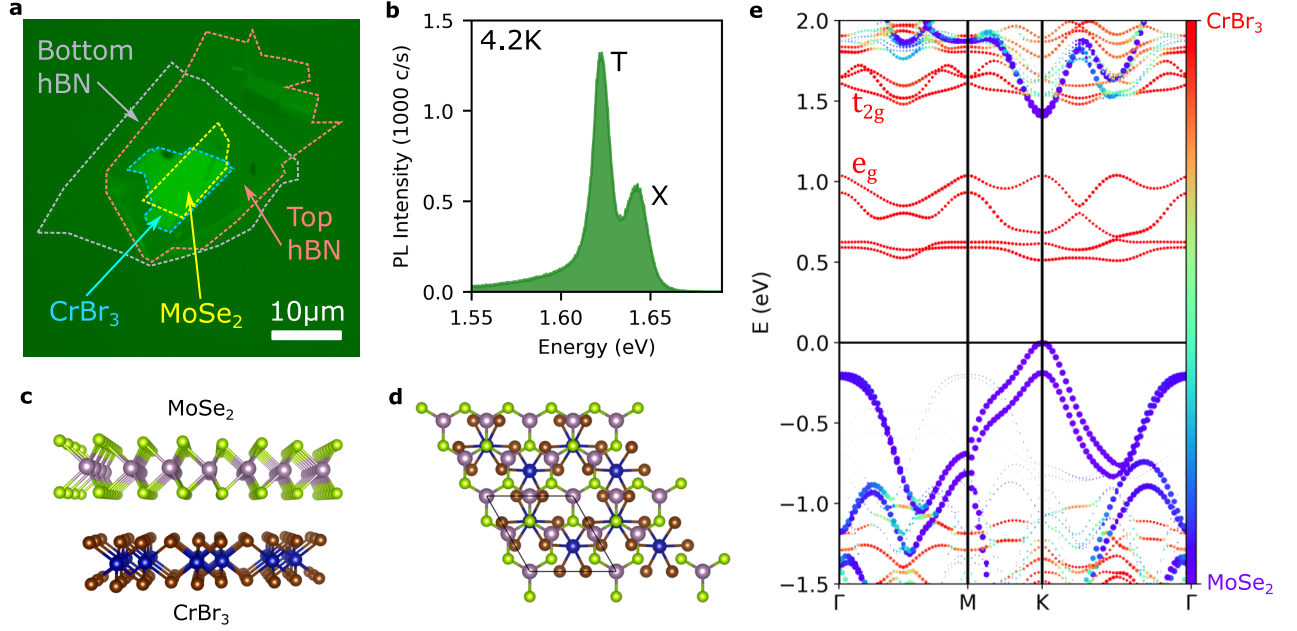 a
Bottom
hBN
Top
hBN
CrBr₃
MoSe₂
10μm
b
4.2K
T
X
PL Intensity (1000 c/s)
1.5
1.0
0.5
0.0
1.55
1.60
1.65
Energy (eV)
c
MoSe₂
CrBr₃
d
e
E (eV)
2.0
1.5
1.0
0.5
0.0
−0.5
−1.0
−1.5
t₂g
eg
Γ
M
K
Γ
CrBr₃
MoSe₂